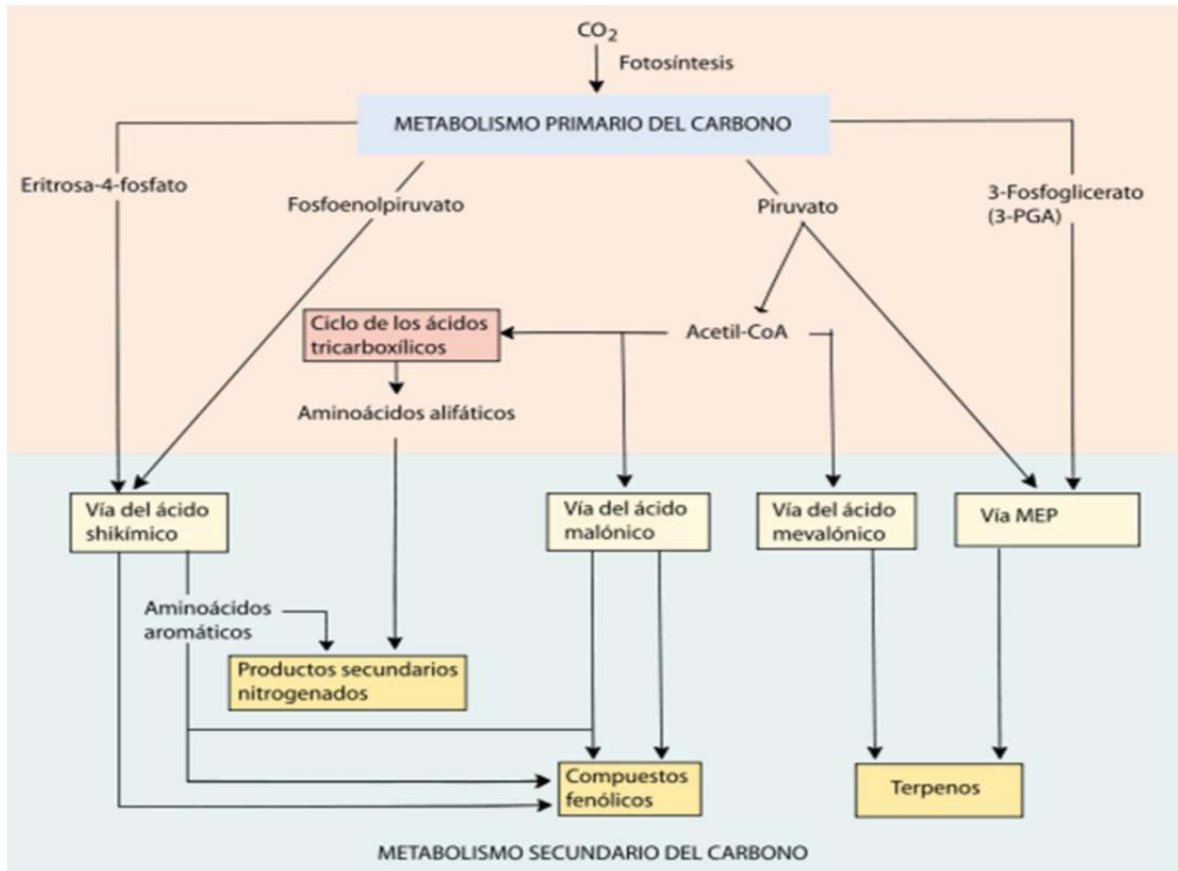 CO₂
Fotosíntesis
METABOLISMO PRIMARIO DEL CARBONO
Eritrosa-4-fosfato
Fosfoenolpiruvato
Piruvato
3-Fosfoglicerato
(3-PGA)
Ciclo de los ácidos
tricarboxílicos
Acetil-CoA
Aminoácidos alifáticos
Vía del ácido
shikímico
Vía del ácido
malónico
Vía del ácido
mevalónico
Vía MEP
Aminoácidos
aromáticos
Productos secundarios
nitrogenados
Compuestos
fenólicos
Terpenos
METABOLISMO SECUNDARIO DEL CARBONO